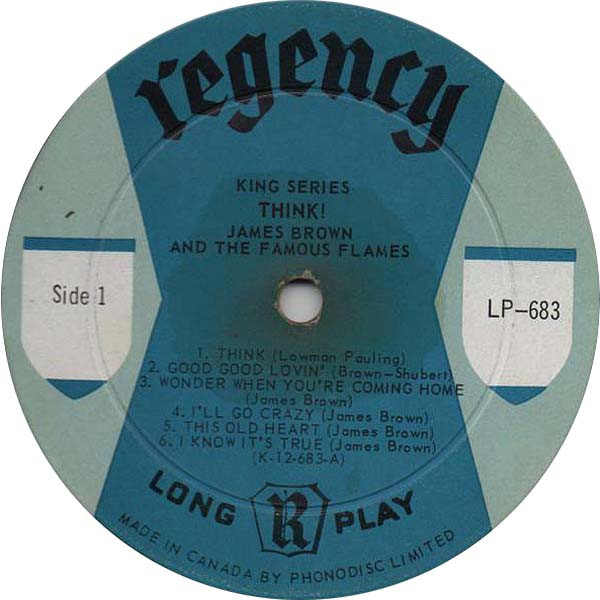 regency
KING SERIES
THINK!
JAMES BROWN
AND THE FAMOUS FLAMES
Side 1
LP-683
1. THINK (Lowman Pauling)
2. GOOD GOOD LOVIN' (Brown-Shubert)
3. WONDER WHEN YOU'RE COMING HOME
(James Brown)
4. I'LL GO CRAZY (James Brown)
5. THIS OLD HEART (James Brown)
6. I KNOW IT'S TRUE (James Brown)
(K-12-683-A)
LONG R PLAY
MADE IN CANADA BY PHONODISC LIMITED